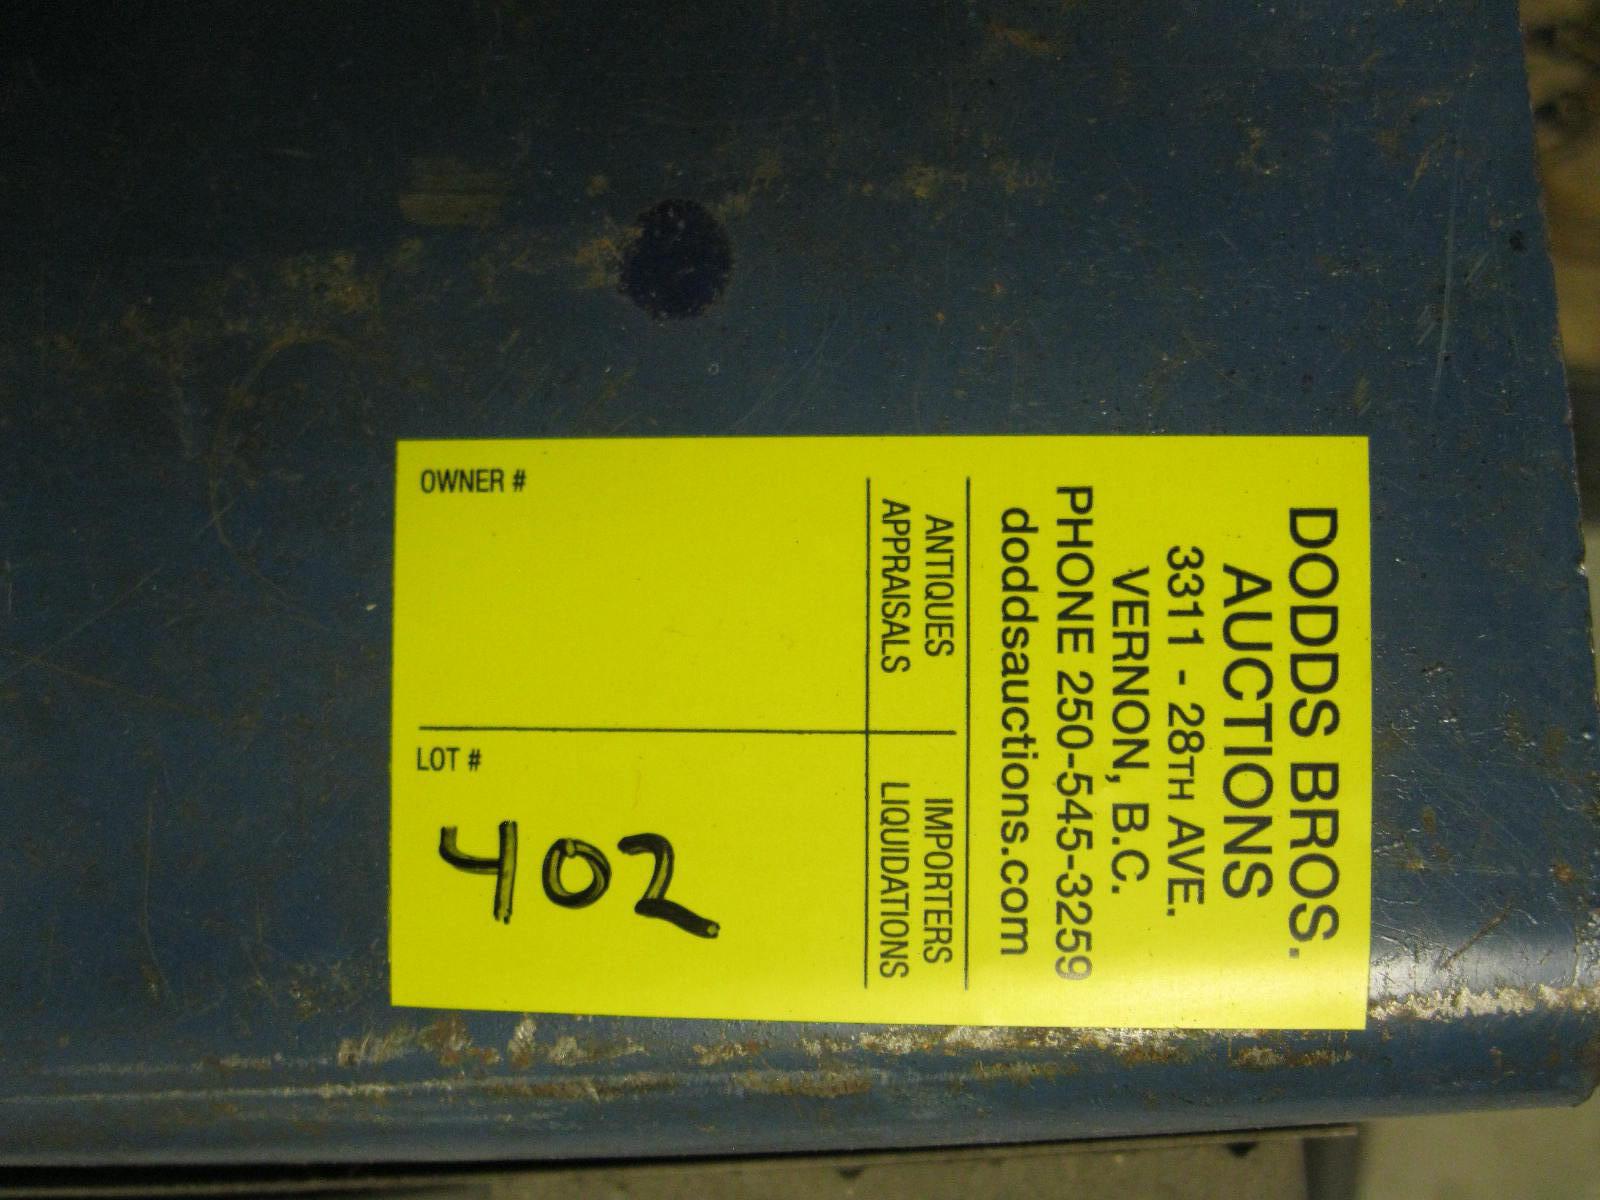 DODDS BROS.
AUCTIONS
3311 - 28TH AVE.
VERNON, B.C.
PHONE 250-545-3259
doddsauctions.com
ANTIQUES
APPRAISALS
IMPORTERS
LIQUIDATIONS
OWNER #
LOT #
402